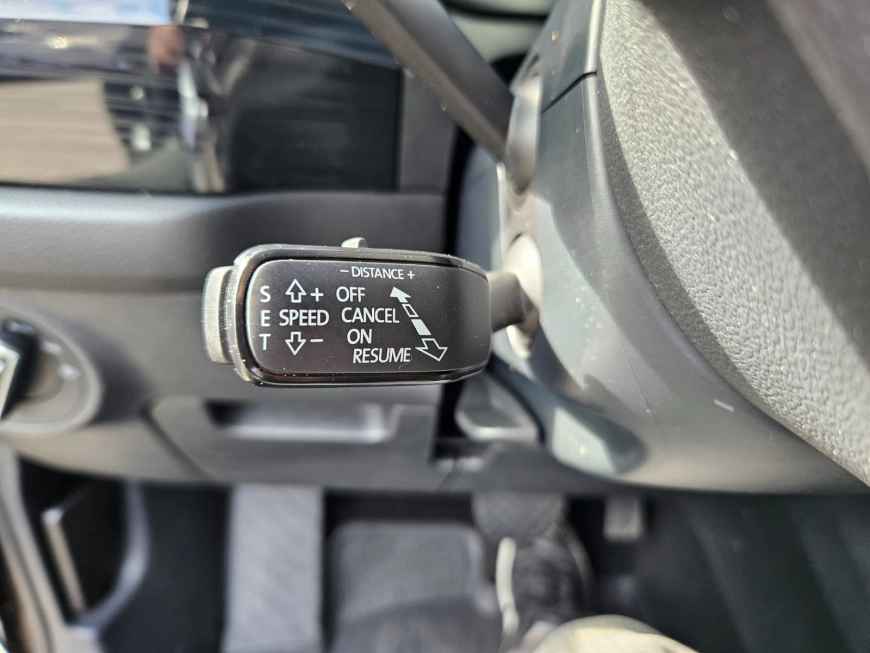 − DISTANCE +
S + OFF
E SPEED CANCEL
T − ON
RESUME